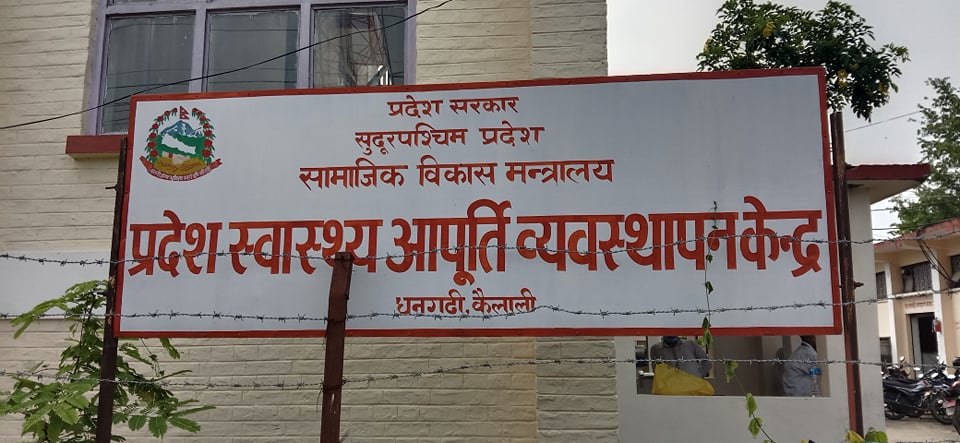 प्रदेश सरकार
सुदूरपश्चिम प्रदेश
सामाजिक विकास मन्त्रालय
प्रदेश स्वास्थ्य आपूर्ति व्यवस्थापन केन्द्र
धनगढी, कैलाली